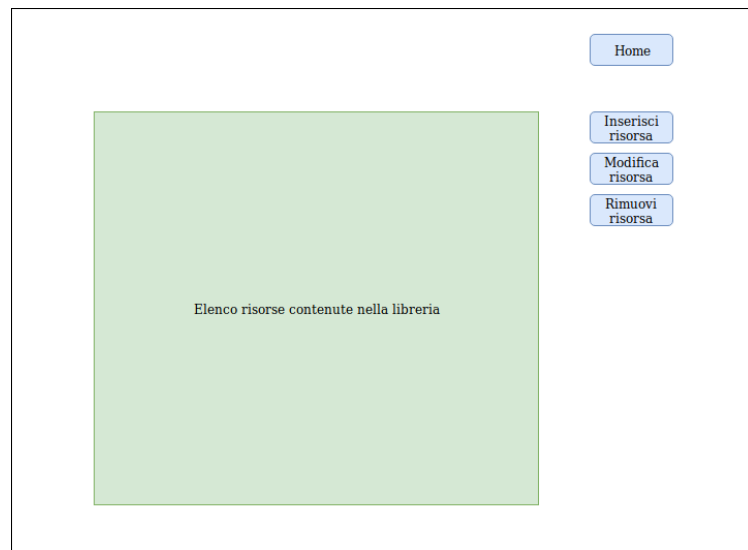 Home
Inserisci
risorsa
Modifica
risorsa
Rimuovi
risorsa
Elenco risorse contenute nella libreria